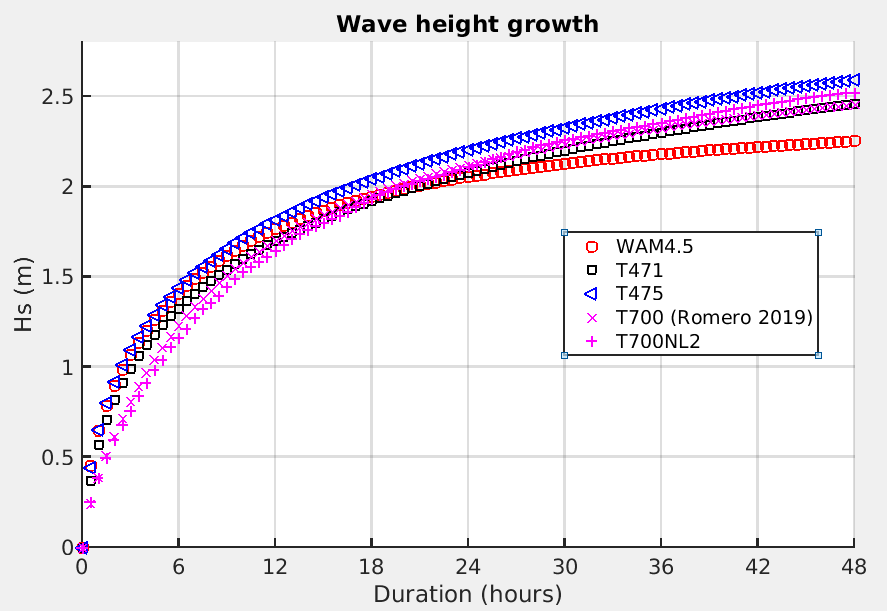 Wave height growth
Hs (m)
2.5
2
1.5
1
0.5
0
WAM4.5
T471
T475
T700 (Romero 2019)
T700NL2
0 6 12 18 24 30 36 42 48
Duration (hours)